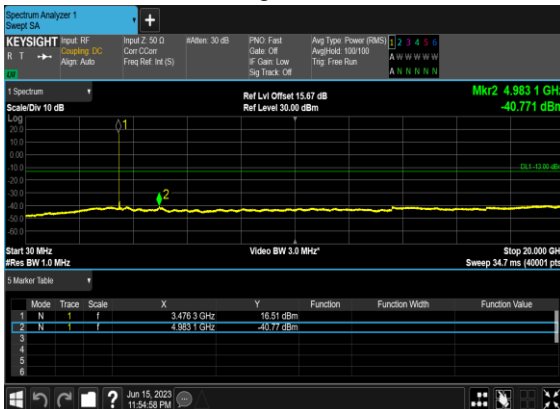 Spectrum Analyzer 1
Swept SA
KEYSIGHT Input: RF Input Z: 50 Ω #Atten: 30 dB PNO: Fast Avg Type: Power (RMS) 1 2 3 4 5 6
R T Coupling: DC Corr CCorr Gate: Off Avg|Hold: 100/100 A W W W W W
Align: Auto Freq Ref: Int (S) IF Gain: Low Trig: Free Run
Sig Track: Off A N N N N N
1 Spectrum Ref Lvl Offset 15.67 dB Mkr2 4.983 1 GHz
Scale/Div 10 dB Ref Level 30.00 dBm -40.771 dBm
Log
20.0
10.0
0.00
-10.0
-20.0
-30.0
-40.0
-50.0
-60.0
1
2
DL1 -13.00 dBm
Start 30 MHz Video BW 3.0 MHz* Stop 20.000 GHz
#Res BW 1.0 MHz Sweep 34.7 ms (40001 pts)
5 Marker Table
Mode Trace Scale X Y Function Function Width Function Value
1 N 1 f 3.476 3 GHz 16.51 dBm
2 N 1 f 4.983 1 GHz -40.77 dBm
3
4
5
6
? Jun 15, 2023
11:54:58 PM